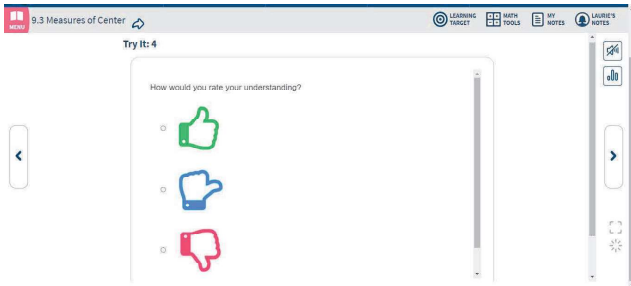 MENU
9.3 Measures of Center
LEARNING
TARGET
MATH
TOOLS
MY
NOTES
LAURIE'S
NOTES
Try It: 4
How would you rate your understanding?